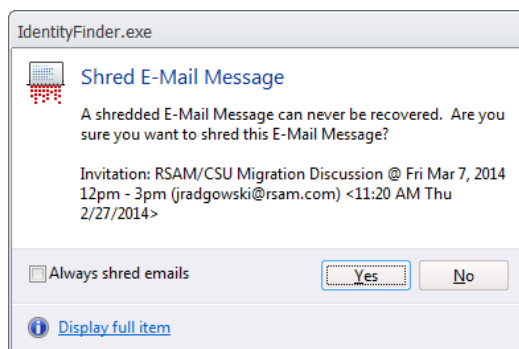 IdentityFinder.exe
Shred E-Mail Message
A shredded E-Mail Message can never be recovered.  Are you
sure you want to shred this E-Mail Message?
Invitation: RSAM/CSU Migration Discussion @ Fri Mar 7, 2014
12pm - 3pm (jradgowski@rsam.com) <11:20 AM Thu
2/27/2014>
Always shred emails
Yes
No
Display full item